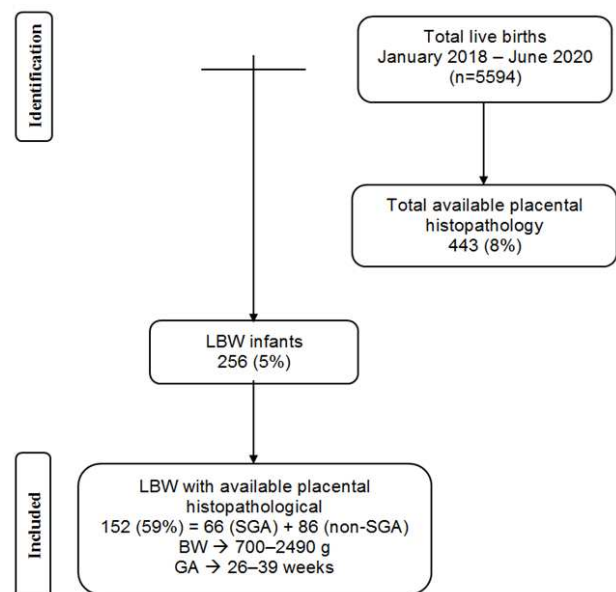 Identification
Total live births
January 2018 – June 2020
(n=5594)
Total available placental
histopathology
443 (8%)
LBW infants
256 (5%)
Included
LBW with available placental
histopathological
152 (59%) = 66 (SGA) + 86 (non-SGA)
BW → 700–2490 g
GA → 26–39 weeks